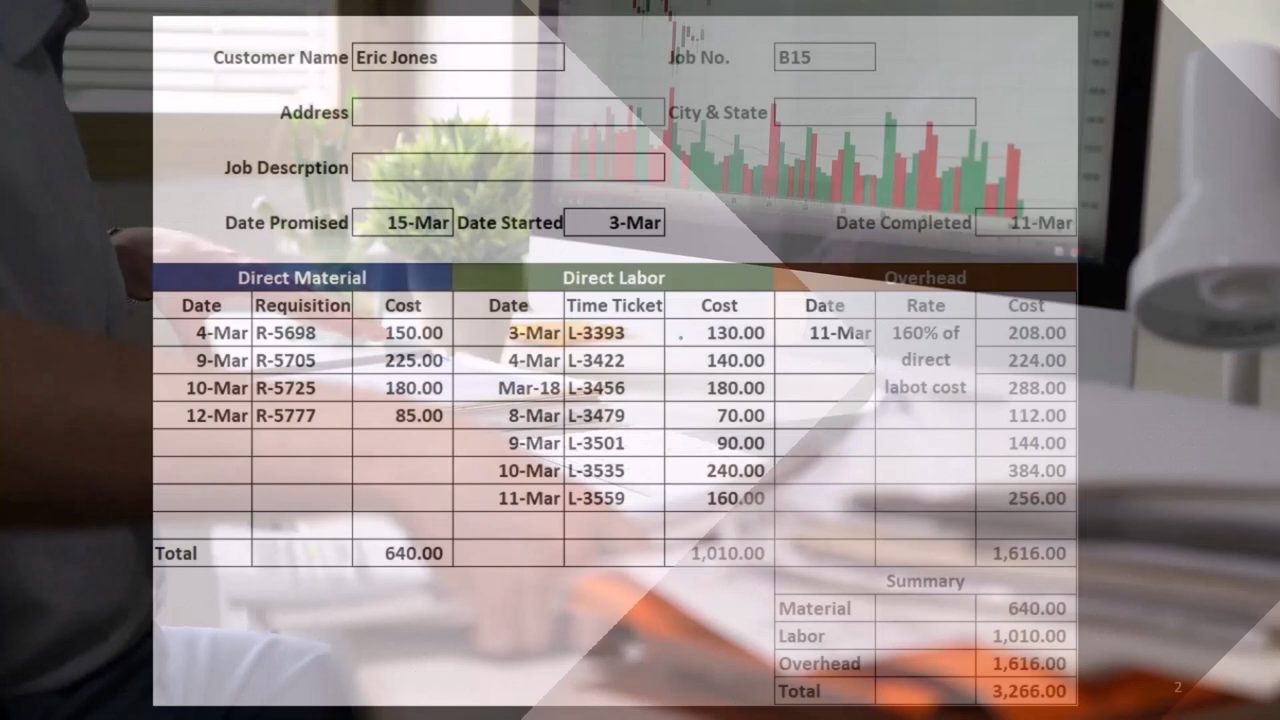 Customer Name Eric Jones Job No. B15
Address City & State
Job Descrption
Date Promised 15-Mar Date Started 3-Mar Date Completed 11-Mar
Direct Material Direct Labor Overhead
Date Requisition Cost Date Time Ticket Cost Date Rate Cost
4-Mar R-5698 150.00 3-Mar L-3393 130.00 11-Mar 160% of 208.00
9-Mar R-5705 225.00 4-Mar L-3422 140.00 direct 224.00
10-Mar R-5725 180.00 Mar-18 L-3456 180.00 labot cost 288.00
12-Mar R-5777 85.00 8-Mar L-3479 70.00 112.00
9-Mar L-3501 90.00 144.00
10-Mar L-3535 240.00 384.00
11-Mar L-3559 160.00 256.00
Total 640.00 1,010.00 1,616.00
Summary
Material 640.00
Labor 1,010.00
Overhead 1,616.00
Total 3,266.00
2